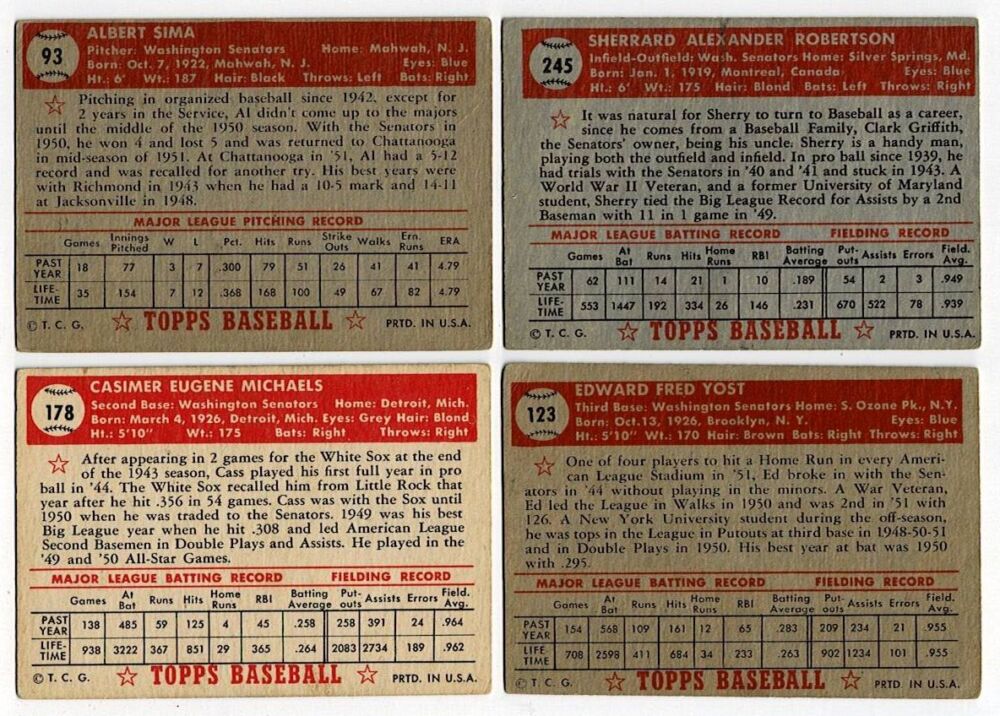 93
ALBERT SIMA
Pitcher: Washington Senators Home: Mahwah, N. J.
Born: Oct. 7, 1922, Mahwah, N. J. Eyes: Blue
Ht.: 6' Wt.: 187 Hair: Black Throws: Left Bats: Right
Pitching in organized baseball since 1942, except for
2 years in the Service, Al didn't come up to the majors
until the middle of the 1950 season. With the Senators in
1950, he won 4 and lost 5 and was returned to Chattanooga
in mid-season of 1951. At Chattanooga in '51, Al had a 5-12
record and was recalled for another try. His best years were
with Richmond in 1943 when he had a 10-5 mark and 14-11
at Jacksonville in 1948.
MAJOR LEAGUE PITCHING RECORD
Games Innings Pitched W L Pct. Hits Runs Strike Outs Walks Ern. Runs ERA
PAST YEAR 18 77 3 7 .300 79 51 26 41 41 4.79
LIFE-TIME 35 154 7 12 .368 168 100 49 67 82 4.79
© T. C. G. TOPPS BASEBALL PRTD. IN U.S.A.
245
SHERRARD ALEXANDER ROBERTSON
Infield-Outfield: Wash. Senators Home: Silver Springs, Md.
Born: Jan. 1, 1919, Montreal, Canada Eyes: Blue
Ht.: 6' Wt.: 175 Hair: Blond Bats: Left Throws: Right
It was natural for Sherry to turn to Baseball as a career,
since he comes from a Baseball Family, Clark Griffith,
the Senators' owner, being his uncle. Sherry is a handy man,
playing both the outfield and infield. In pro ball since 1939, he
had trials with the Senators in '40 and '41 and stuck in 1943. A
World War II Veteran, and a former University of Maryland
student, Sherry tied the Big League Record for Assists by a 2nd
Baseman with 11 in 1 game in '49.
MAJOR LEAGUE BATTING RECORD FIELDING RECORD
Games At Bat Runs Hits Home Runs RBI Batting Average Put-outs Assists Errors Field. Avg.
PAST YEAR 62 111 14 21 1 10 .189 54 2 3 .949
LIFE-TIME 553 1447 192 334 26 146 .231 670 522 78 .939
© T. C. G. TOPPS BASEBALL PRTD. IN U.S.A.
178
CASIMER EUGENE MICHAELS
Second Base: Washington Senators Home: Detroit, Mich.
Born: March 4, 1926, Detroit, Mich. Eyes: Grey Hair: Blond
Ht.: 5'10" Wt.: 175 Bats: Right Throws: Right
After appearing in 2 games for the White Sox at the end
of the 1943 season, Cass played his first full year in pro
ball in '44. The White Sox recalled him from Little Rock that
year after he hit .356 in 54 games. Cass was with the Sox until
1950 when he was traded to the Senators. 1949 was his best
Big League year when he hit .308 and led American League
Second Basemen in Double Plays and Assists. He played in the
'49 and '50 All-Star Games.
MAJOR LEAGUE BATTING RECORD FIELDING RECORD
Games At Bat Runs Hits Home Runs RBI Batting Average Put-outs Assists Errors Field. Avg.
PAST YEAR 138 485 59 125 4 45 .258 258 391 24 .964
LIFE-TIME 938 3222 367 851 29 365 .264 2083 2734 189 .962
© T. C. G. TOPPS BASEBALL PRTD. IN U.S.A.
123
EDWARD FRED YOST
Third Base: Washington Senators Home: S. Ozone Pk., N.Y.
Born: Oct.13, 1926, Brooklyn, N. Y. Eyes: Blue
Ht.: 5'10" Wt.: 170 Hair: Brown Bats: Right Throws: Right
One of four players to hit a Home Run in every Ameri-
can League Stadium in '51, Ed broke in with the Sen-
ators in '44 without playing in the minors. A War Veteran,
Ed led the League in Walks in 1950 and was 2nd in '51 with
126. A New York University student during the off-season,
he was tops in the League in Putouts at third base in 1948-50-51
and in Double Plays in 1950. His best year at bat was 1950
with .295.
MAJOR LEAGUE BATTING RECORD FIELDING RECORD
Games At Bat Runs Hits Home Runs RBI Batting Average Put-outs Assists Errors Field. Avg.
PAST YEAR 154 568 109 161 12 65 .283 209 234 21 .955
LIFE-TIME 708 2598 411 684 34 233 .263 902 1234 101 .955
© T. C. G. TOPPS BASEBALL PRTD. IN U.S.A.